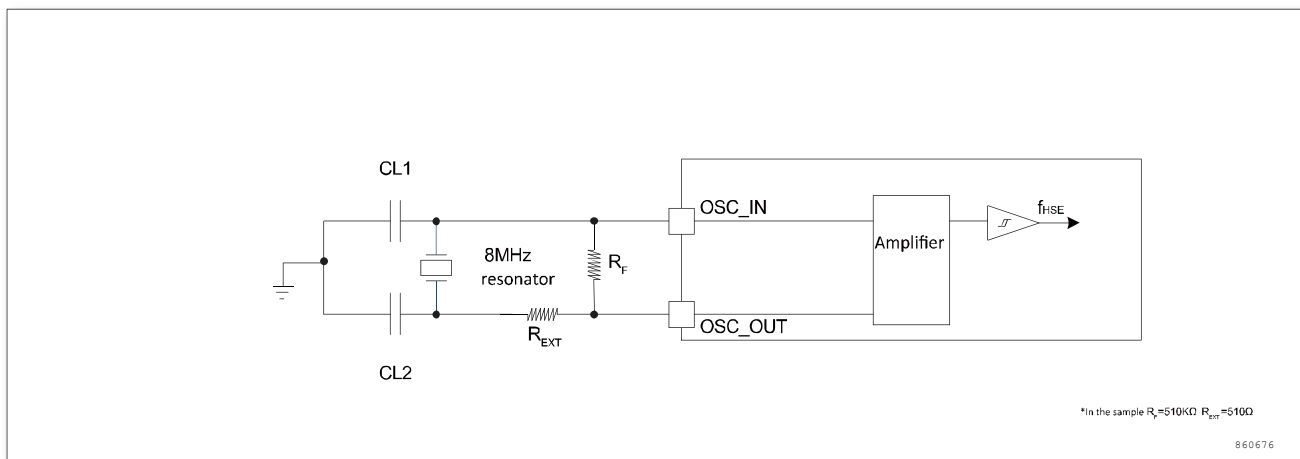 CL1
OSC_IN
fHSE
Amplifier
8MHz
resonator
RF
REXT
OSC_OUT
CL2
*In the sample RF=510KΩ REXT=510Ω
860676